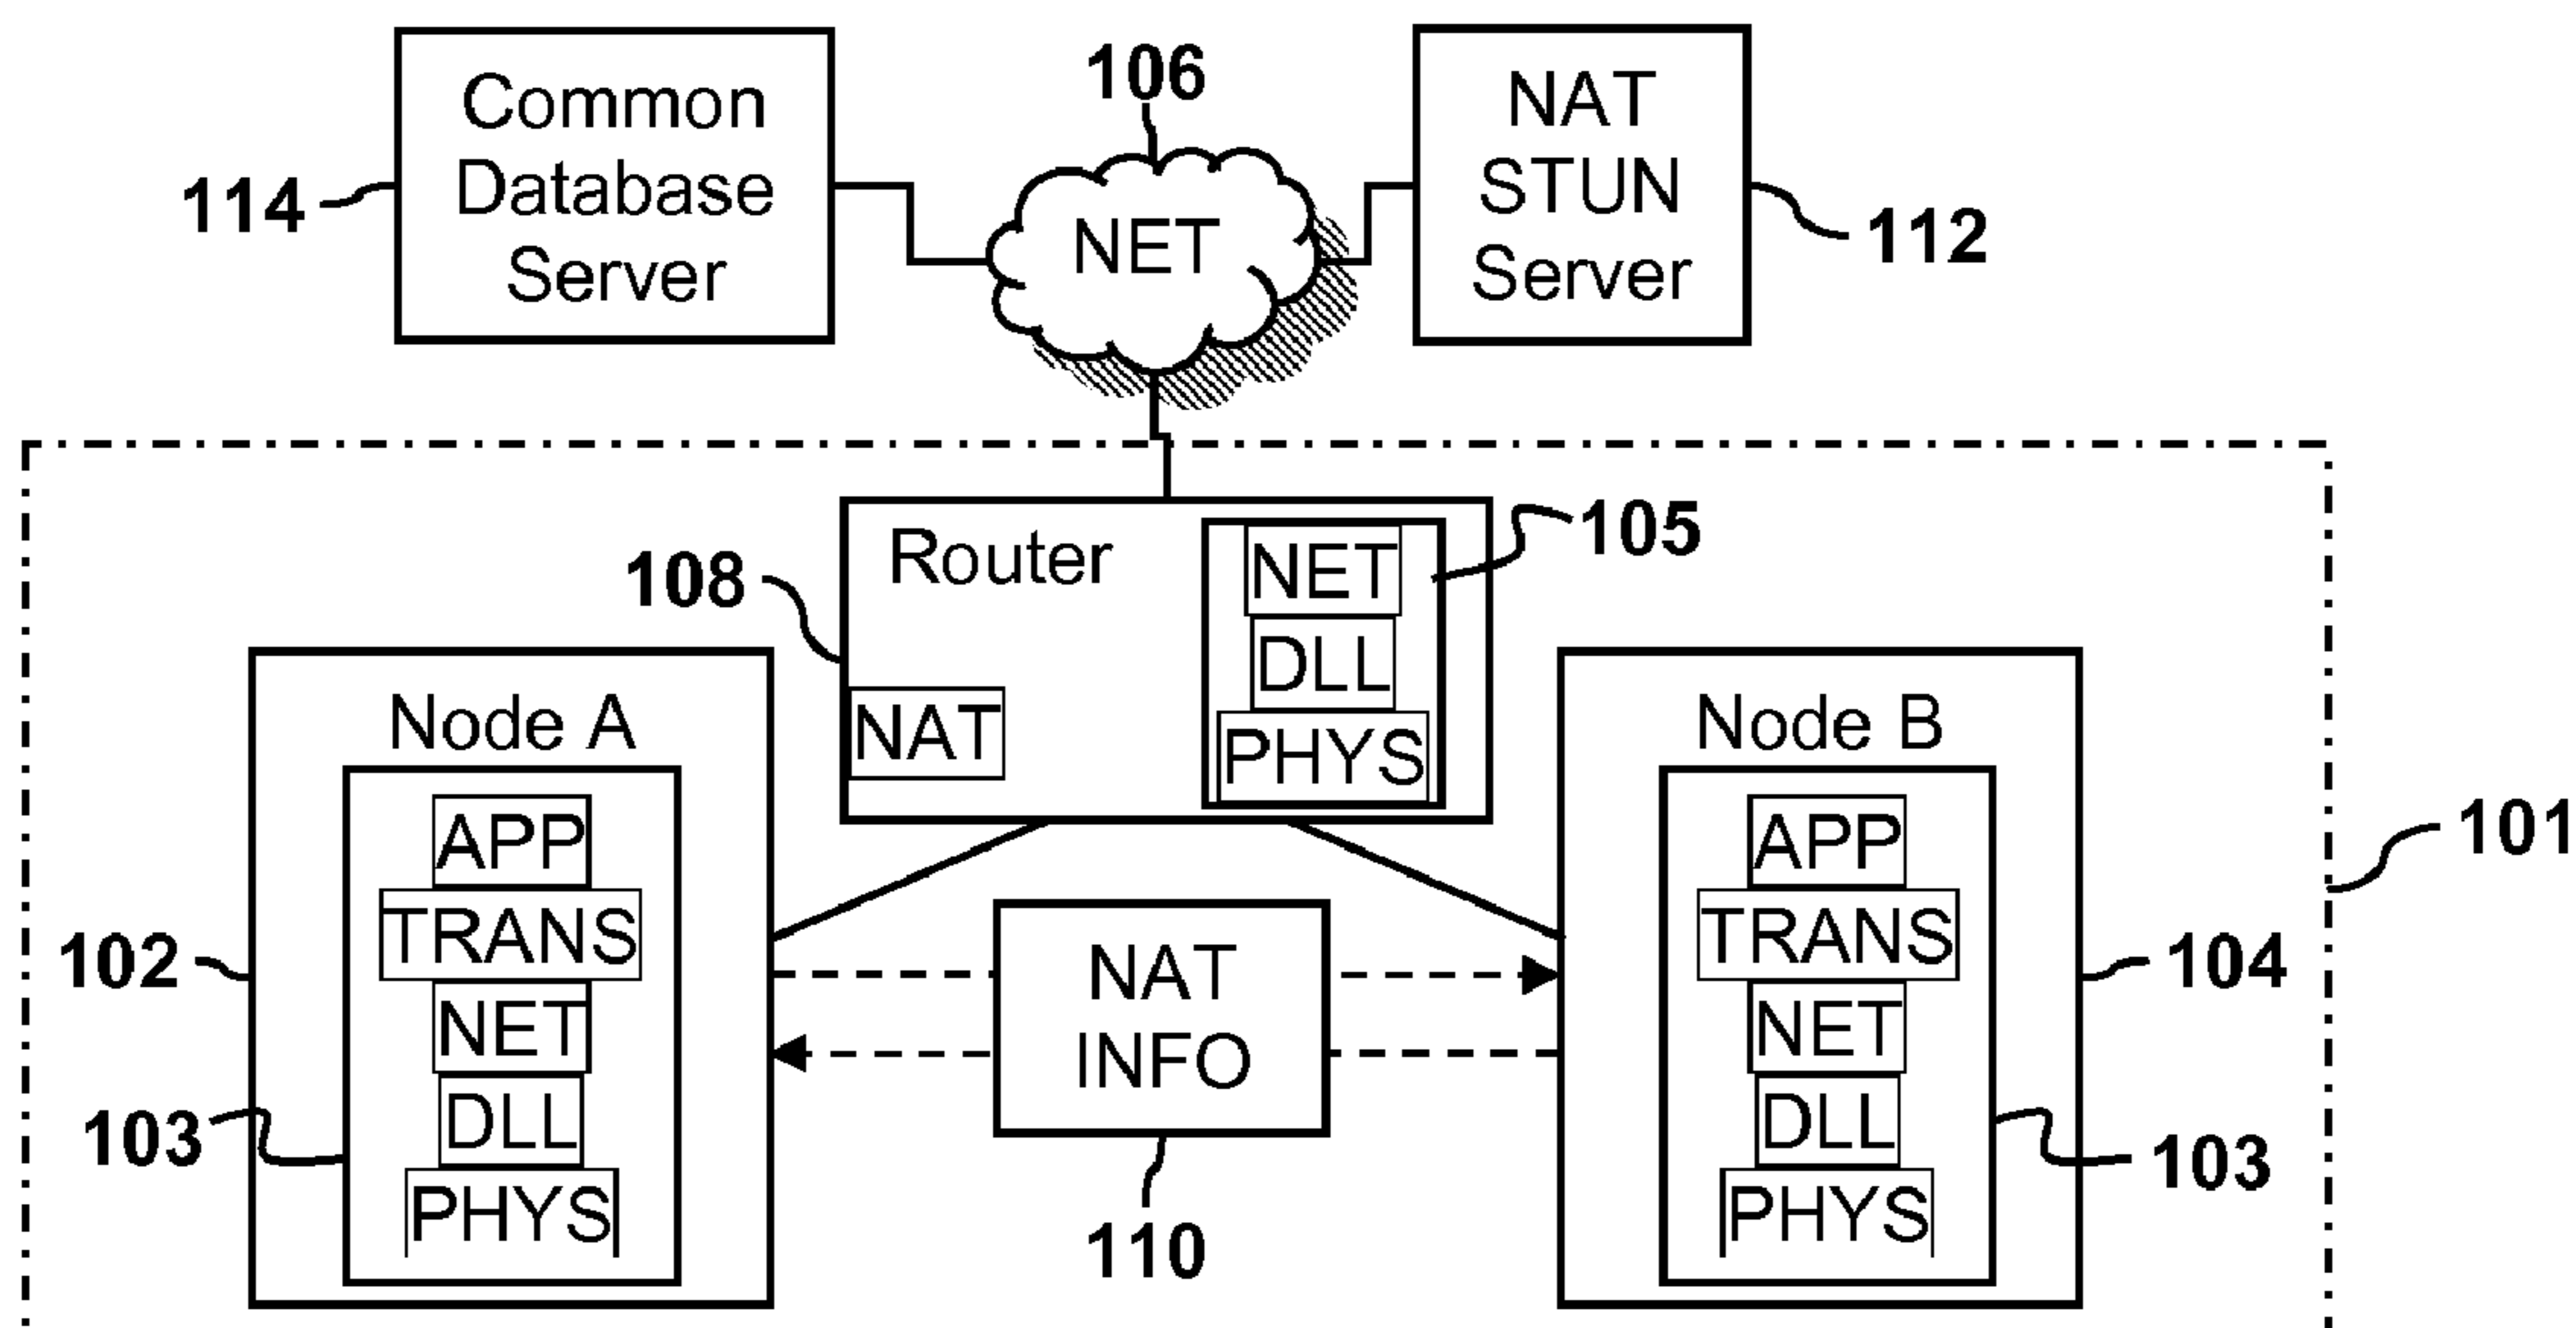 Common
Database
Server
114
106
NET
NAT
STUN
Server
112
Router
108
NAT
NET
DLL
PHYS
105
Node A
APP
TRANS
NET
DLL
PHYS
102
103
NAT
INFO
110
Node B
APP
TRANS
NET
DLL
PHYS
104
103
101